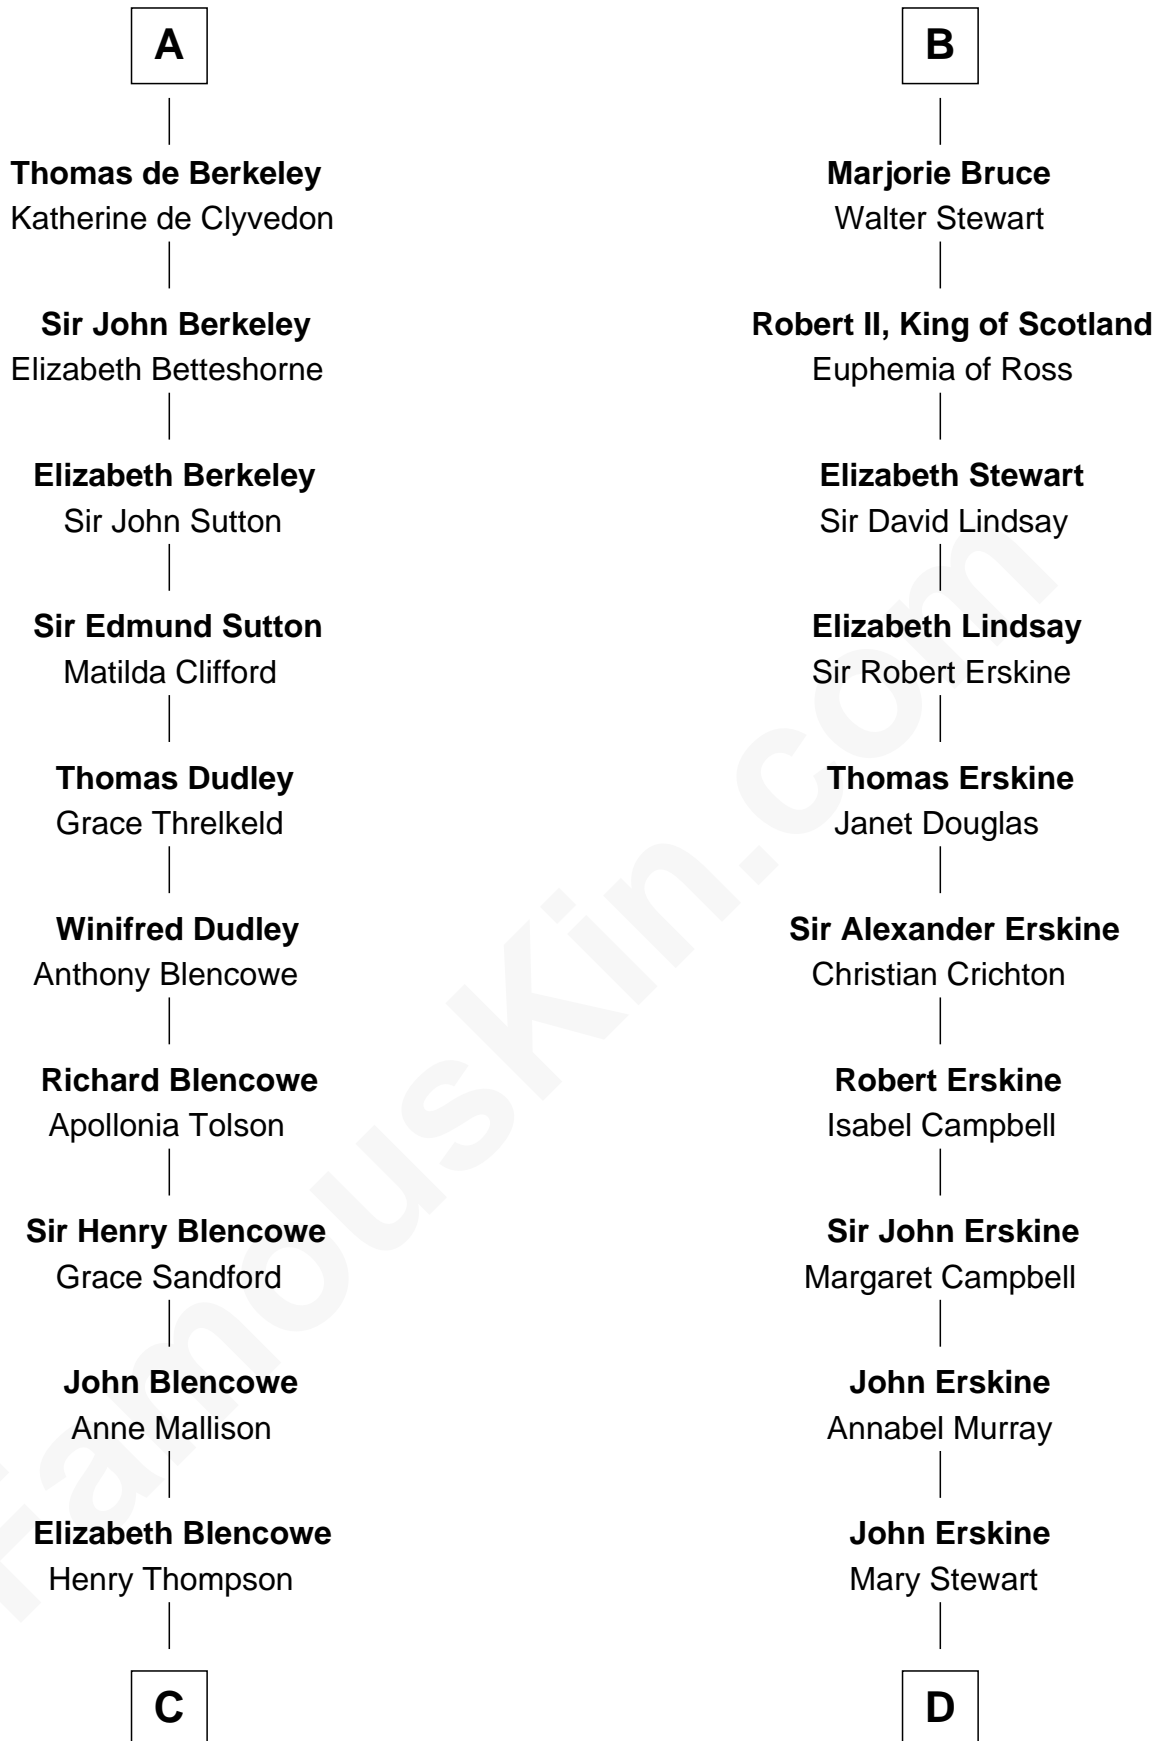 A
Thomas de Berkeley
Katherine de Clyvedon
Sir John Berkeley
Elizabeth Betteshorne
Elizabeth Berkeley
Sir John Sutton
Sir Edmund Sutton
Matilda Clifford
Thomas Dudley
Grace Threlkeld
Winifred Dudley
Anthony Blencowe
Richard Blencowe
Apollonia Tolson
Sir Henry Blencowe
Grace Sandford
John Blencowe
Anne Mallison
Elizabeth Blencowe
Henry Thompson
C
B
Marjorie Bruce
Walter Stewart
Robert II, King of Scotland
Euphemia of Ross
Elizabeth Stewart
Sir David Lindsay
Elizabeth Lindsay
Sir Robert Erskine
Thomas Erskine
Janet Douglas
Sir Alexander Erskine
Christian Crichton
Robert Erskine
Isabel Campbell
Sir John Erskine
Margaret Campbell
John Erskine
Annabel Murray
John Erskine
Mary Stewart
D
FamousKin.com